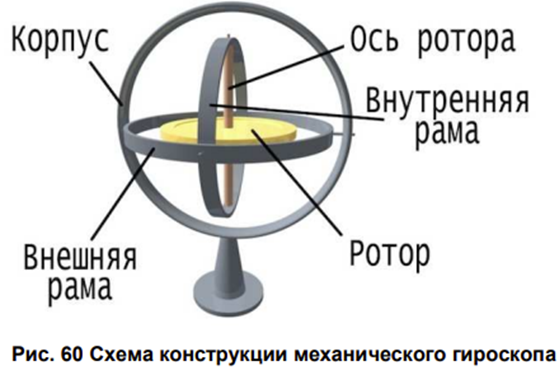 Корпус
Ось ротора
Внутренняя
рама
Внешняя
рама
Ротор
Рис. 60 Схема конструкции механического гироскопа